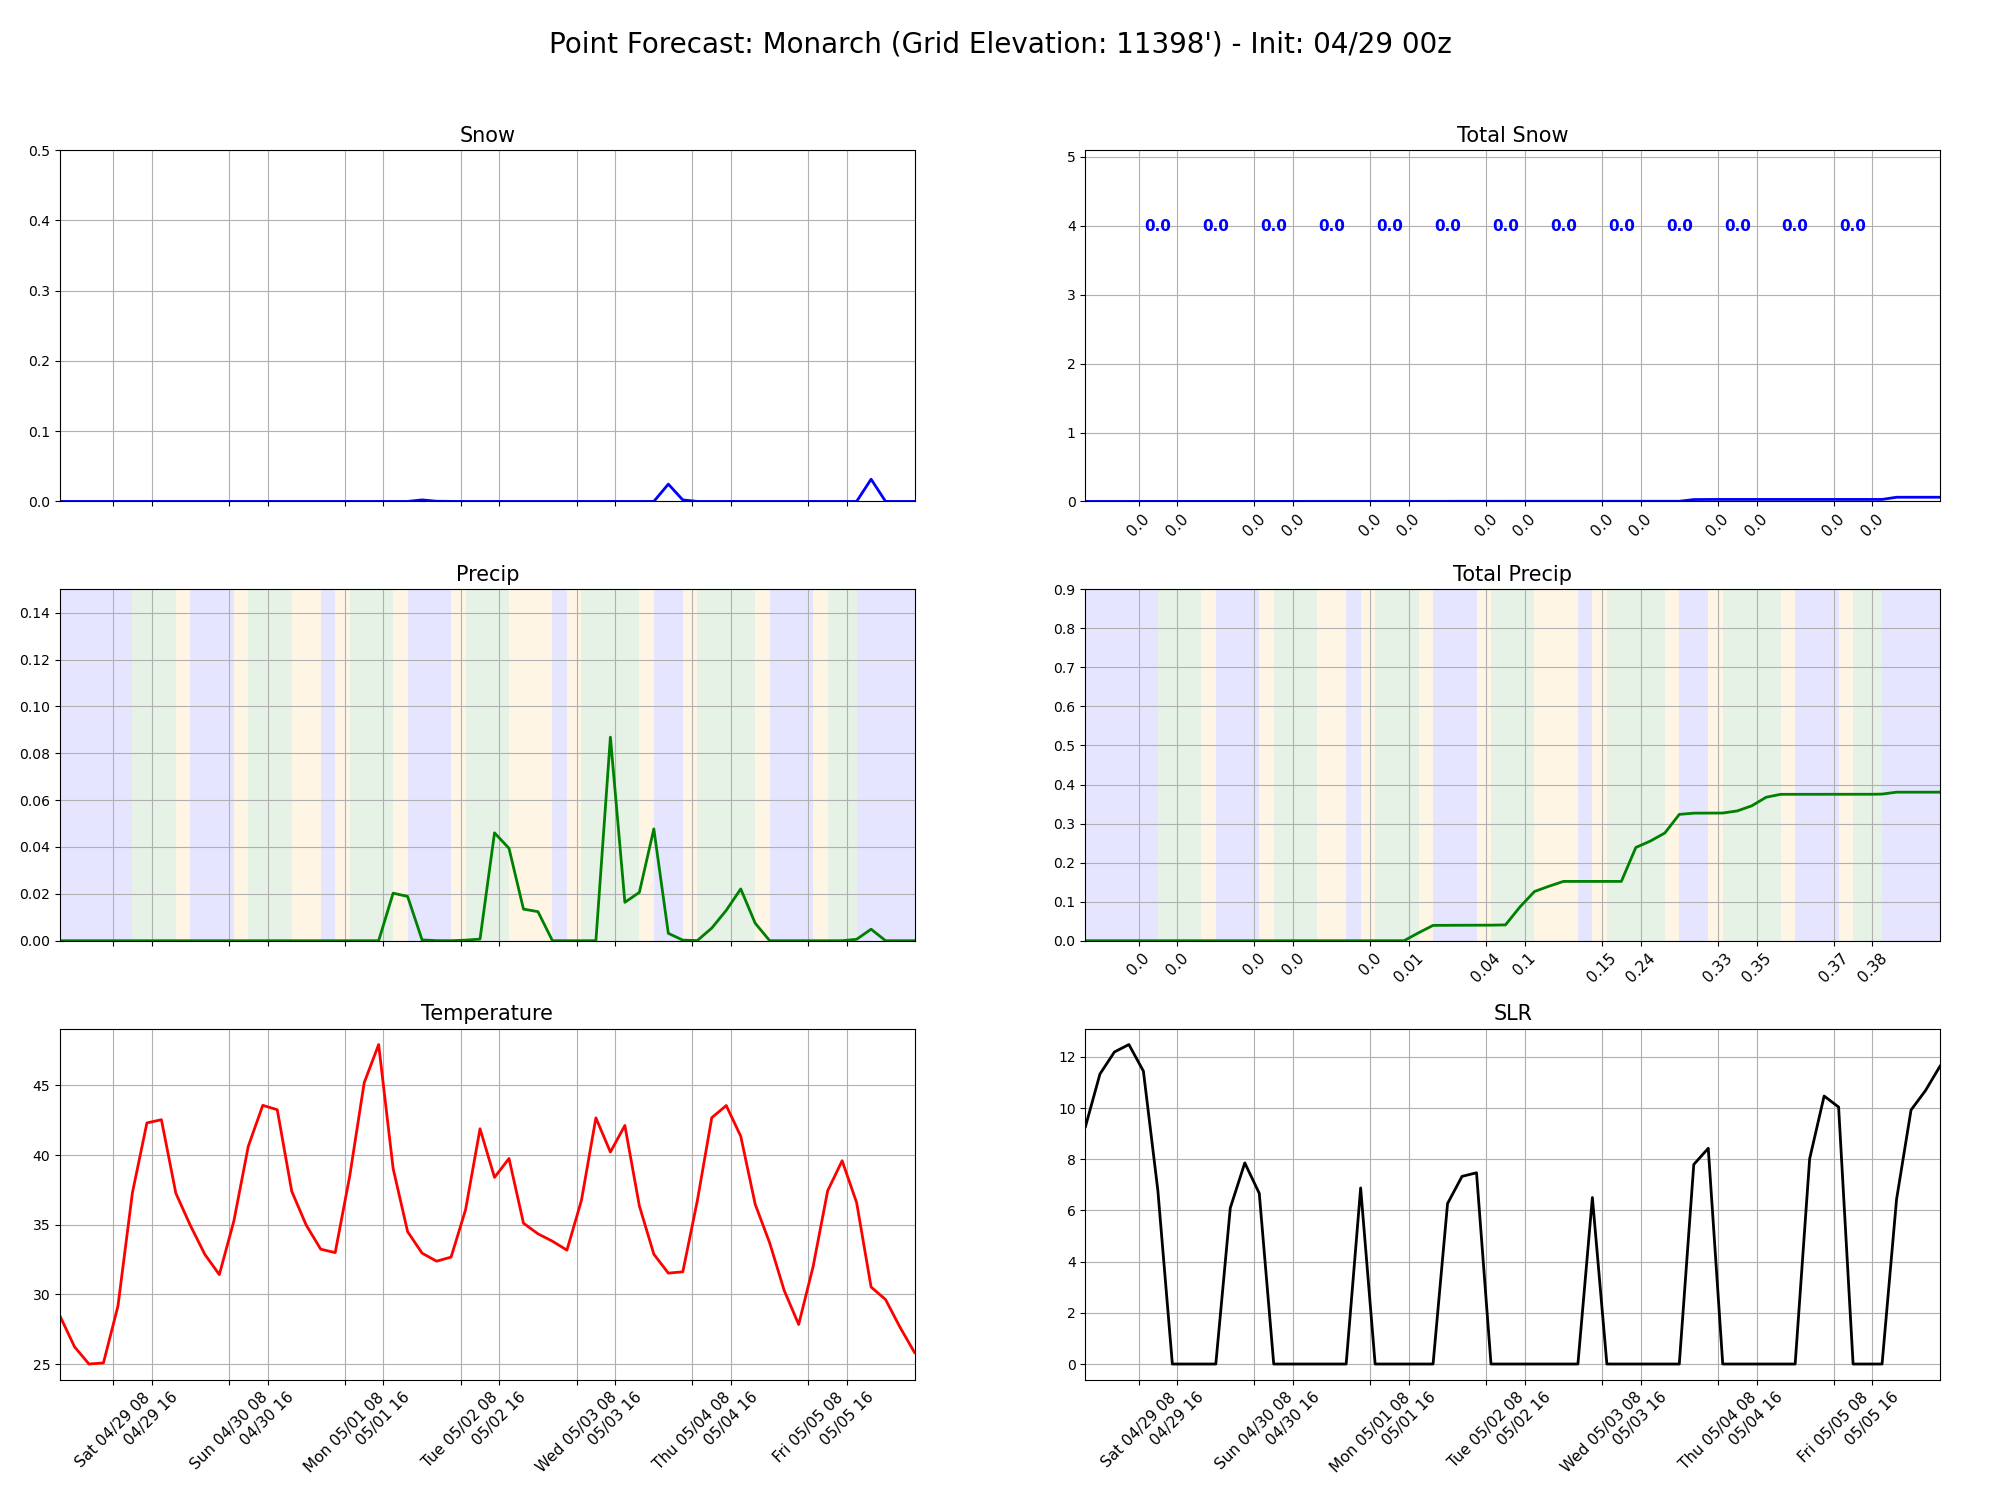 Point Forecast: Monarch (Grid Elevation: 11398') - Init: 04/29 00z
Snow
0.5
0.4
0.3
0.2
0.1
0.0
Total Snow
5
4
3
2
1
0
0.0 0.0 0.0 0.0 0.0 0.0 0.0 0.0 0.0 0.0 0.0 0.0 0.0
0.0 0.0 0.0 0.0 0.0 0.0 0.0 0.0 0.0 0.0 0.0 0.0 0.0 0.0
Precip
0.14
0.12
0.10
0.08
0.06
0.04
0.02
0.00
Total Precip
0.9
0.8
0.7
0.6
0.5
0.4
0.3
0.2
0.1
0.0
0.0 0.0 0.0 0.0 0.0 0.01 0.04 0.1 0.15 0.24 0.33 0.35 0.37 0.38
Temperature
45
40
35
30
25
Sat 04/29 08
04/29 16
Sun 04/30 08
04/30 16
Mon 05/01 08
05/01 16
Tue 05/02 08
05/02 16
Wed 05/03 08
05/03 16
Thu 05/04 08
05/04 16
Fri 05/05 08
05/05 16
SLR
12
10
8
6
4
2
0
Sat 04/29 08
04/29 16
Sun 04/30 08
04/30 16
Mon 05/01 08
05/01 16
Tue 05/02 08
05/02 16
Wed 05/03 08
05/03 16
Thu 05/04 08
05/04 16
Fri 05/05 08
05/05 16